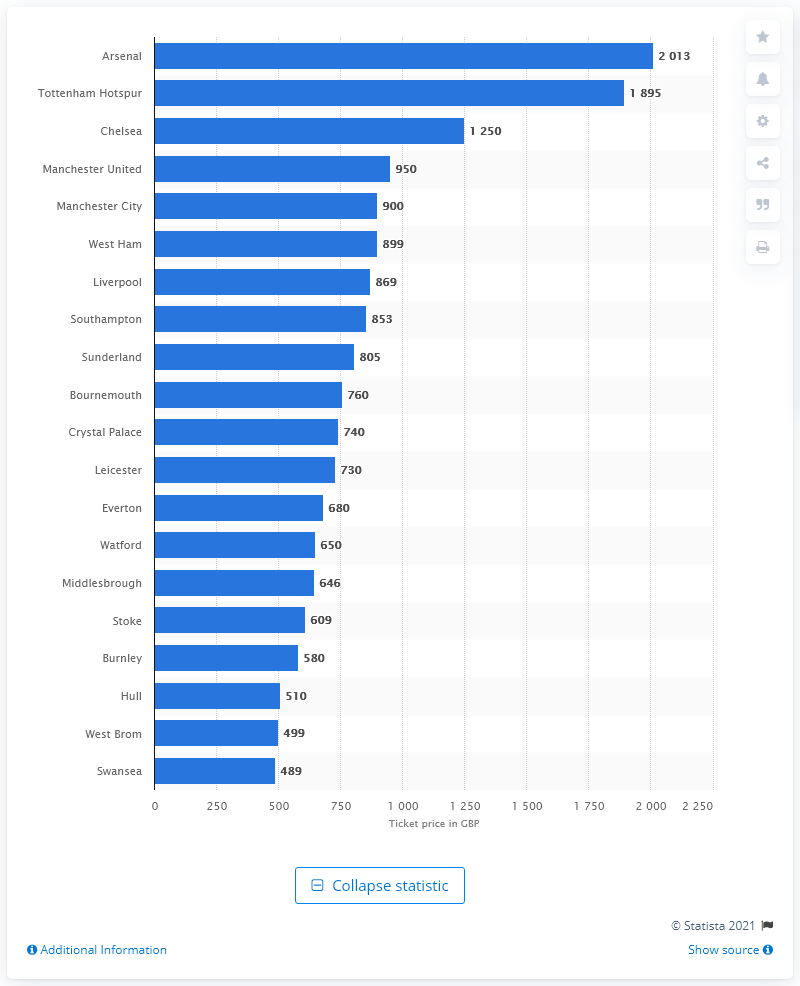 Arsenal 2 013
Tottenham Hotspur 1 895
Chelsea 1 250
Manchester United 950
Manchester City 900
West Ham 899
Liverpool 869
Southampton 853
Sunderland 805
Bournemouth 760
Crystal Palace 740
Leicester 730
Everton 680
Watford 650
Middlesbrough 646
Stoke 609
Burnley 580
Hull 510
West Brom 499
Swansea 489
0 250 500 750 1 000 1 250 1 500 1 750 2 000 2 250
Ticket price in GBP
Collapse statistic
© Statista 2021
Additional Information Show source